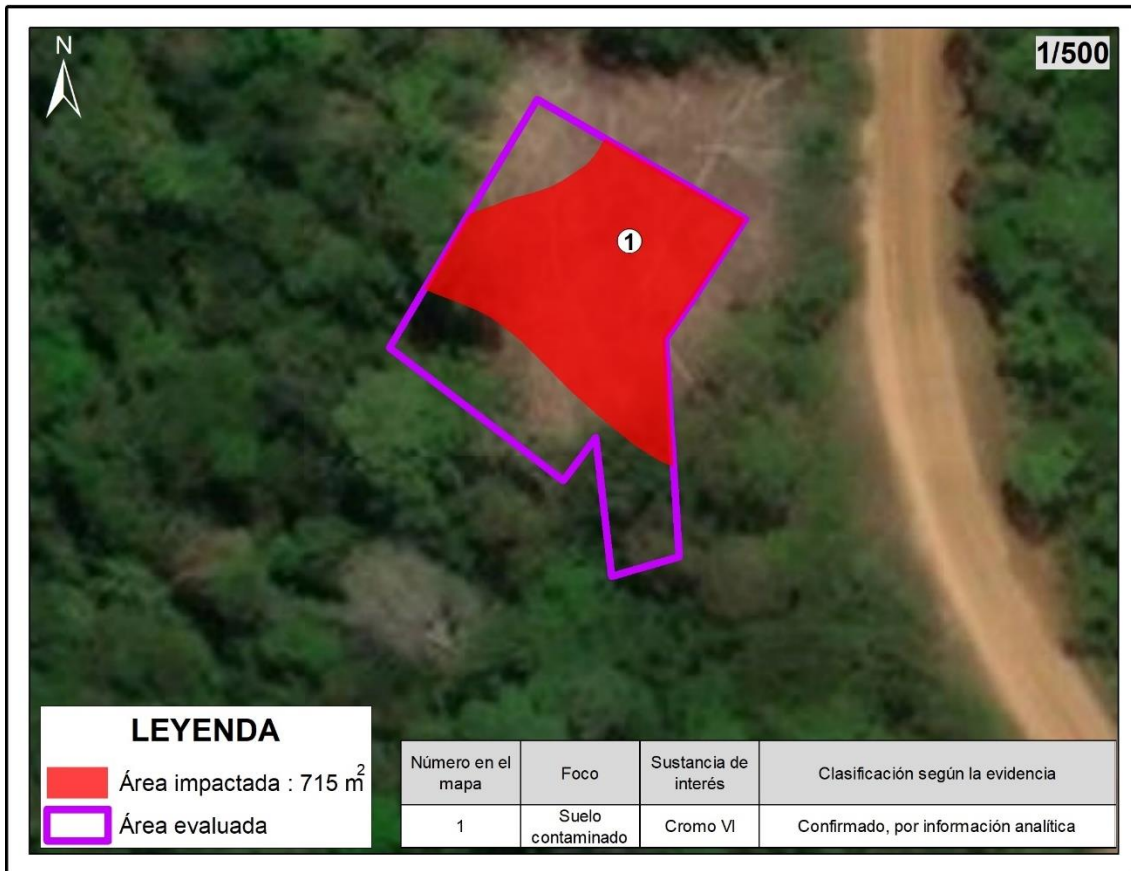 N
1/500
1
LEYENDA
Área impactada : 715 m²
Área evaluada
Número en el mapa
Foco
Sustancia de interés
Clasificación según la evidencia
1
Suelo contaminado
Cromo VI
Confirmado, por información analítica